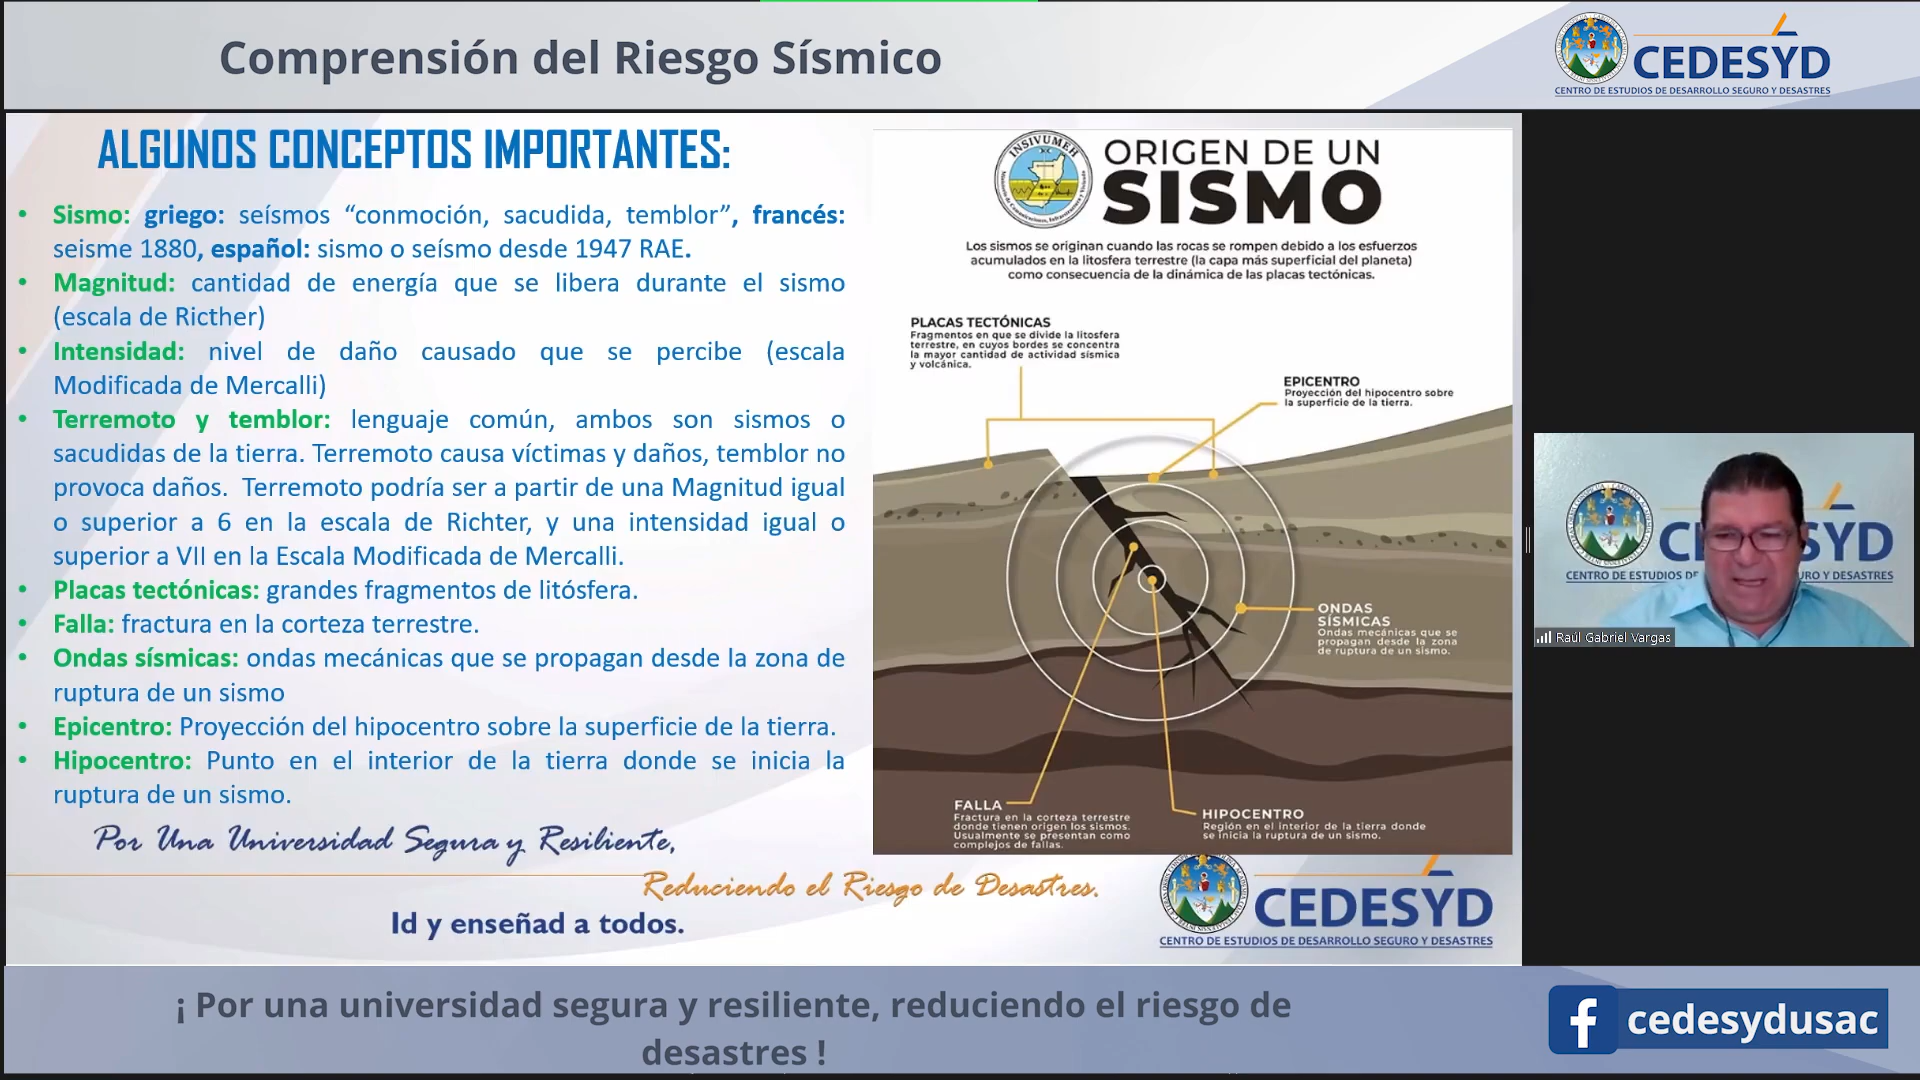 Comprensión del Riesgo Sísmico
CEDESYD
CENTRO DE ESTUDIOS DE DESARROLLO SEGURO Y DESASTRES
ALGUNOS CONCEPTOS IMPORTANTES:
• Sismo: griego: seísmos “conmoción, sacudida, temblor”, francés:
seisme 1880, español: sismo o seísmo desde 1947 RAE.
• Magnitud: cantidad de energía que se libera durante el sismo
(escala de Ricther)
• Intensidad: nivel de daño causado que se percibe (escala
Modificada de Mercalli)
• Terremoto y temblor: lenguaje común, ambos son sismos o
sacudidas de la tierra. Terremoto causa víctimas y daños, temblor no
provoca daños. Terremoto podría ser a partir de una Magnitud igual
o superior a 6 en la escala de Richter, y una intensidad igual o
superior a VII en la Escala Modificada de Mercalli.
• Placas tectónicas: grandes fragmentos de litósfera.
• Falla: fractura en la corteza terrestre.
• Ondas sísmicas: ondas mecánicas que se propagan desde la zona de
ruptura de un sismo
• Epicentro: Proyección del hipocentro sobre la superficie de la tierra.
• Hipocentro: Punto en el interior de la tierra donde se inicia la
ruptura de un sismo.
Por Una Universidad Segura y Resiliente,
Reduciendo el Riesgo de Desastres.
Id y enseñad a todos.
INSIVUMEH
ORIGEN DE UN
SISMO
Los sismos se originan cuando las rocas se rompen debido a los esfuerzos
acumulados en la litosfera terrestre (la capa más superficial del planeta)
como consecuencia de la dinámica de las placas tectónicas.
PLACAS TECTÓNICAS
Fragmentos en que se divide la litosfera
terrestre, en cuyos bordes se concentra
la mayor cantidad de actividad sísmica
y volcánica.
EPICENTRO
Proyección del hipocentro sobre
la superficie de la tierra.
ONDAS
SÍSMICAS
Ondas mecánicas que se
propagan desde la zona
de ruptura de un sismo.
FALLA
Fractura en la corteza terrestre
donde tienen origen los sismos.
Usualmente se presentan como
complejos de fallas.
HIPOCENTRO
Región en el interior de la tierra donde
se inicia la ruptura de un sismo.
CEDESYD
CENTRO DE ESTUDIOS DE DESARROLLO SEGURO Y DESASTRES
CE SYD
CENTRO DE ESTUDIOS DE URO Y DESASTRES
Raúl Gabriel Vargas
¡ Por una universidad segura y resiliente, reduciendo el riesgo de
desastres !
cedesydusac